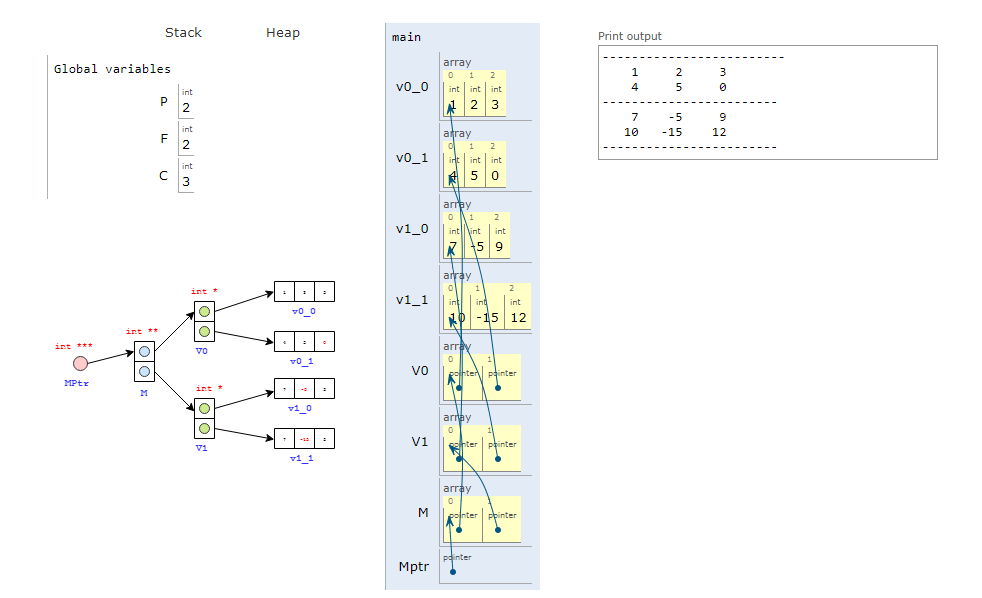 Stack Heap
Global variables
int
P 2
int
F 2
int
C 3
int *
v0_0
int **
V0
v0_1
int ***
MPtr
M
int *
v1_0
V1
v1_1
main
array
0 1 2
int int int
v0_0 1 2 3
array
0 1 2
int int int
v0_1 4 5 0
array
0 1 2
int int int
v1_0 7 -5 9
array
0 1 2
int int int
v1_1 10 -15 12
array
0 1
pointer pointer
V0
array
0 1
pointer pointer
V1
array
0 1
pointer pointer
M
pointer
Mptr
Print output
-------------------------
1 2 3
4 5 0
------------------------
7 -5 9
10 -15 12
------------------------